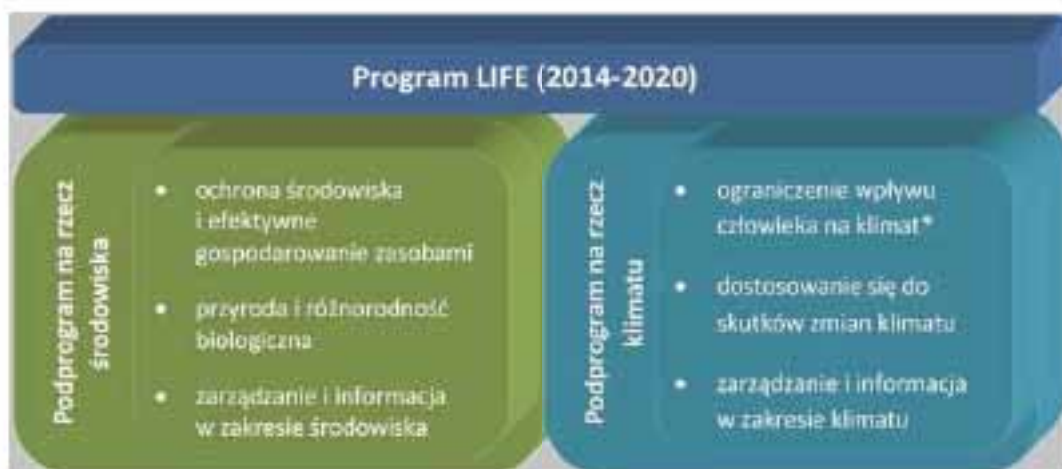 Program LIFE (2014-2020)
Podprogram na rzecz
środowiska
• ochrona środowiska
i efektywne
gospodarowanie zasobami
• przyroda i różnorodność
biologiczna
• zarządzanie i informacja
w zakresie środowiska
Podprogram na rzecz
klimatu
• ograniczenie wpływu
człowieka na klimat*
• dostosowanie się do
skutków zmian klimatu
• zarządzanie i informacja
w zakresie klimatu